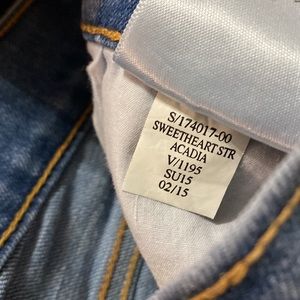 S/174017-00
SWEETHEART STR
ACADIA
V/1195
SU15
02/15